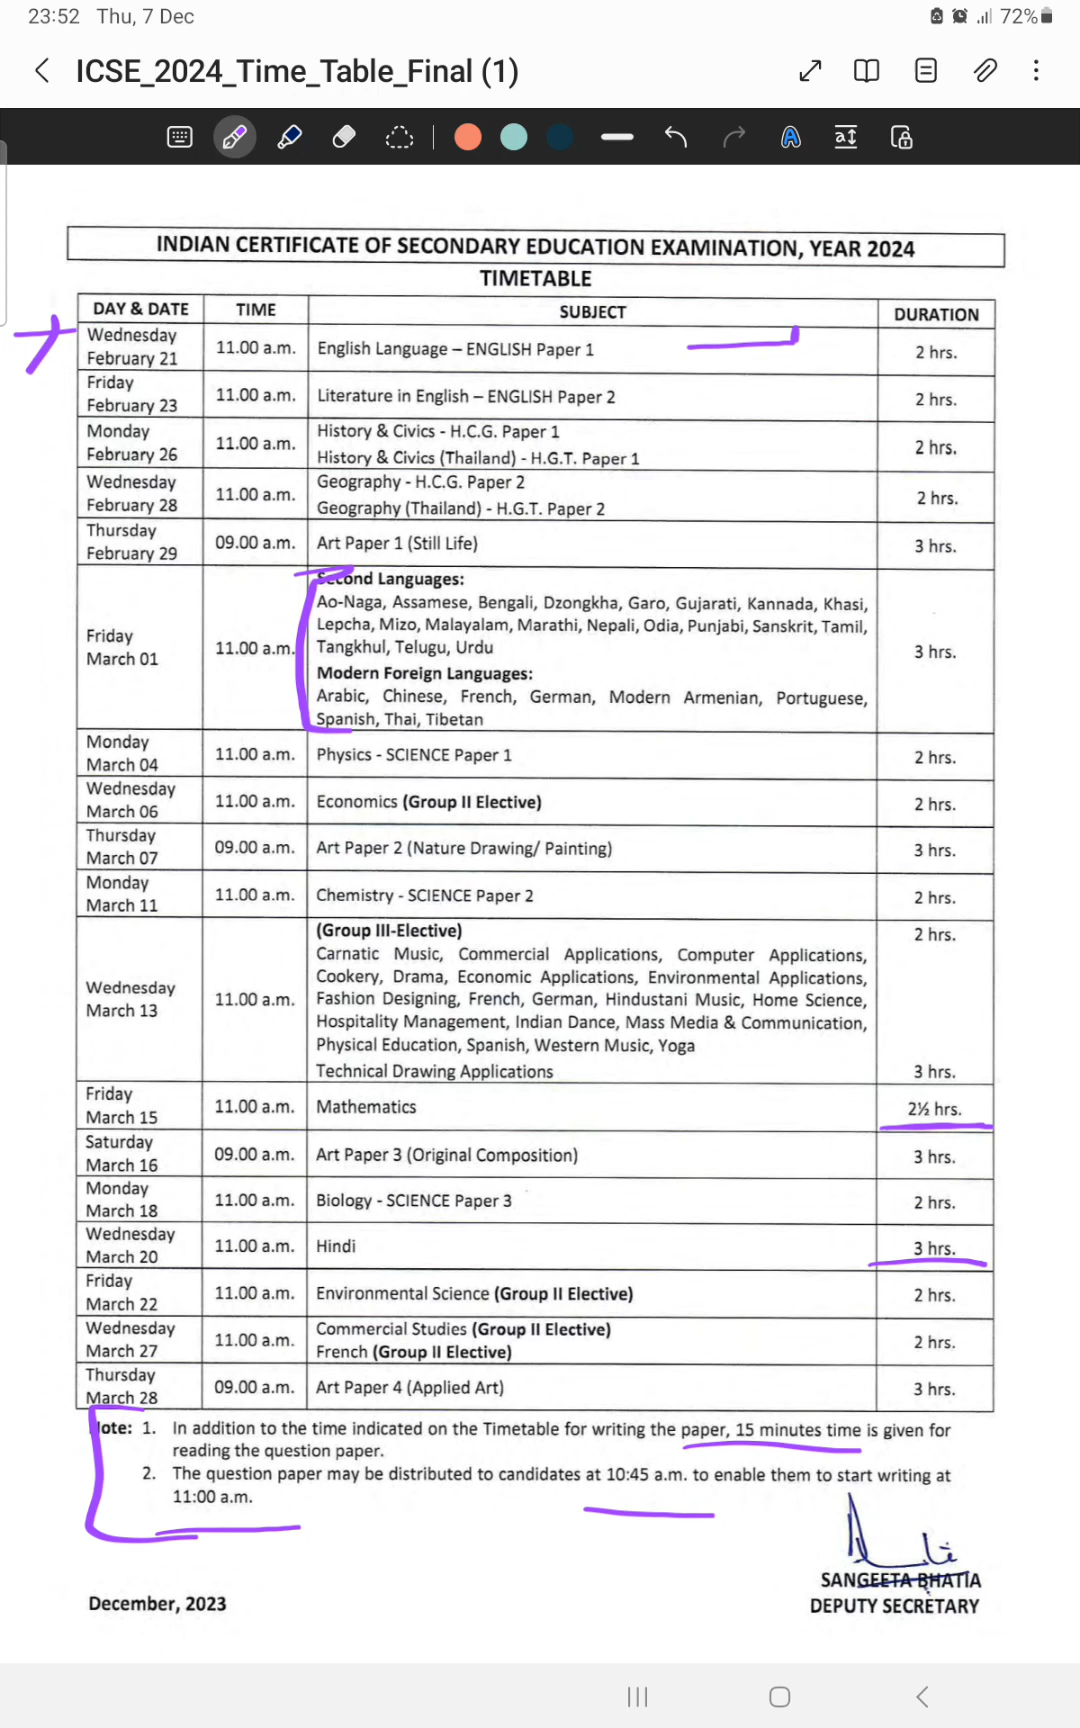 23:52 Thu, 7 Dec
72%
ICSE_2024_Time_Table_Final (1)
INDIAN CERTIFICATE OF SECONDARY EDUCATION EXAMINATION, YEAR 2024
TIMETABLE
DAY & DATE TIME SUBJECT DURATION
Wednesday
February 21 11.00 a.m. English Language – ENGLISH Paper 1 2 hrs.
Friday
February 23 11.00 a.m. Literature in English – ENGLISH Paper 2 2 hrs.
Monday
February 26 11.00 a.m. History & Civics - H.C.G. Paper 1
History & Civics (Thailand) - H.G.T. Paper 1 2 hrs.
Wednesday
February 28 11.00 a.m. Geography - H.C.G. Paper 2
Geography (Thailand) - H.G.T. Paper 2 2 hrs.
Thursday
February 29 09.00 a.m. Art Paper 1 (Still Life) 3 hrs.
Friday
March 01 11.00 a.m.
Second Languages:
Ao-Naga, Assamese, Bengali, Dzongkha, Garo, Gujarati, Kannada, Khasi,
Lepcha, Mizo, Malayalam, Marathi, Nepali, Odia, Punjabi, Sanskrit, Tamil,
Tangkhul, Telugu, Urdu
Modern Foreign Languages:
Arabic, Chinese, French, German, Modern Armenian, Portuguese,
Spanish, Thai, Tibetan
3 hrs.
Monday
March 04 11.00 a.m. Physics - SCIENCE Paper 1 2 hrs.
Wednesday
March 06 11.00 a.m. Economics (Group II Elective) 2 hrs.
Thursday
March 07 09.00 a.m. Art Paper 2 (Nature Drawing/ Painting) 3 hrs.
Monday
March 11 11.00 a.m. Chemistry - SCIENCE Paper 2 2 hrs.
Wednesday
March 13 11.00 a.m.
(Group III-Elective) 2 hrs.
Carnatic Music, Commercial Applications, Computer Applications,
Cookery, Drama, Economic Applications, Environmental Applications,
Fashion Designing, French, German, Hindustani Music, Home Science,
Hospitality Management, Indian Dance, Mass Media & Communication,
Physical Education, Spanish, Western Music, Yoga
Technical Drawing Applications 3 hrs.
Friday
March 15 11.00 a.m. Mathematics 2½ hrs.
Saturday
March 16 09.00 a.m. Art Paper 3 (Original Composition) 3 hrs.
Monday
March 18 11.00 a.m. Biology - SCIENCE Paper 3 2 hrs.
Wednesday
March 20 11.00 a.m. Hindi 3 hrs.
Friday
March 22 11.00 a.m. Environmental Science (Group II Elective) 2 hrs.
Wednesday
March 27 11.00 a.m. Commercial Studies (Group II Elective)
French (Group II Elective) 2 hrs.
Thursday
March 28 09.00 a.m. Art Paper 4 (Applied Art) 3 hrs.
Note: 1. In addition to the time indicated on the Timetable for writing the paper, 15 minutes time is given for
reading the question paper.
2. The question paper may be distributed to candidates at 10:45 a.m. to enable them to start writing at
11:00 a.m.
SANGEETA BHATIA
DEPUTY SECRETARY
December, 2023